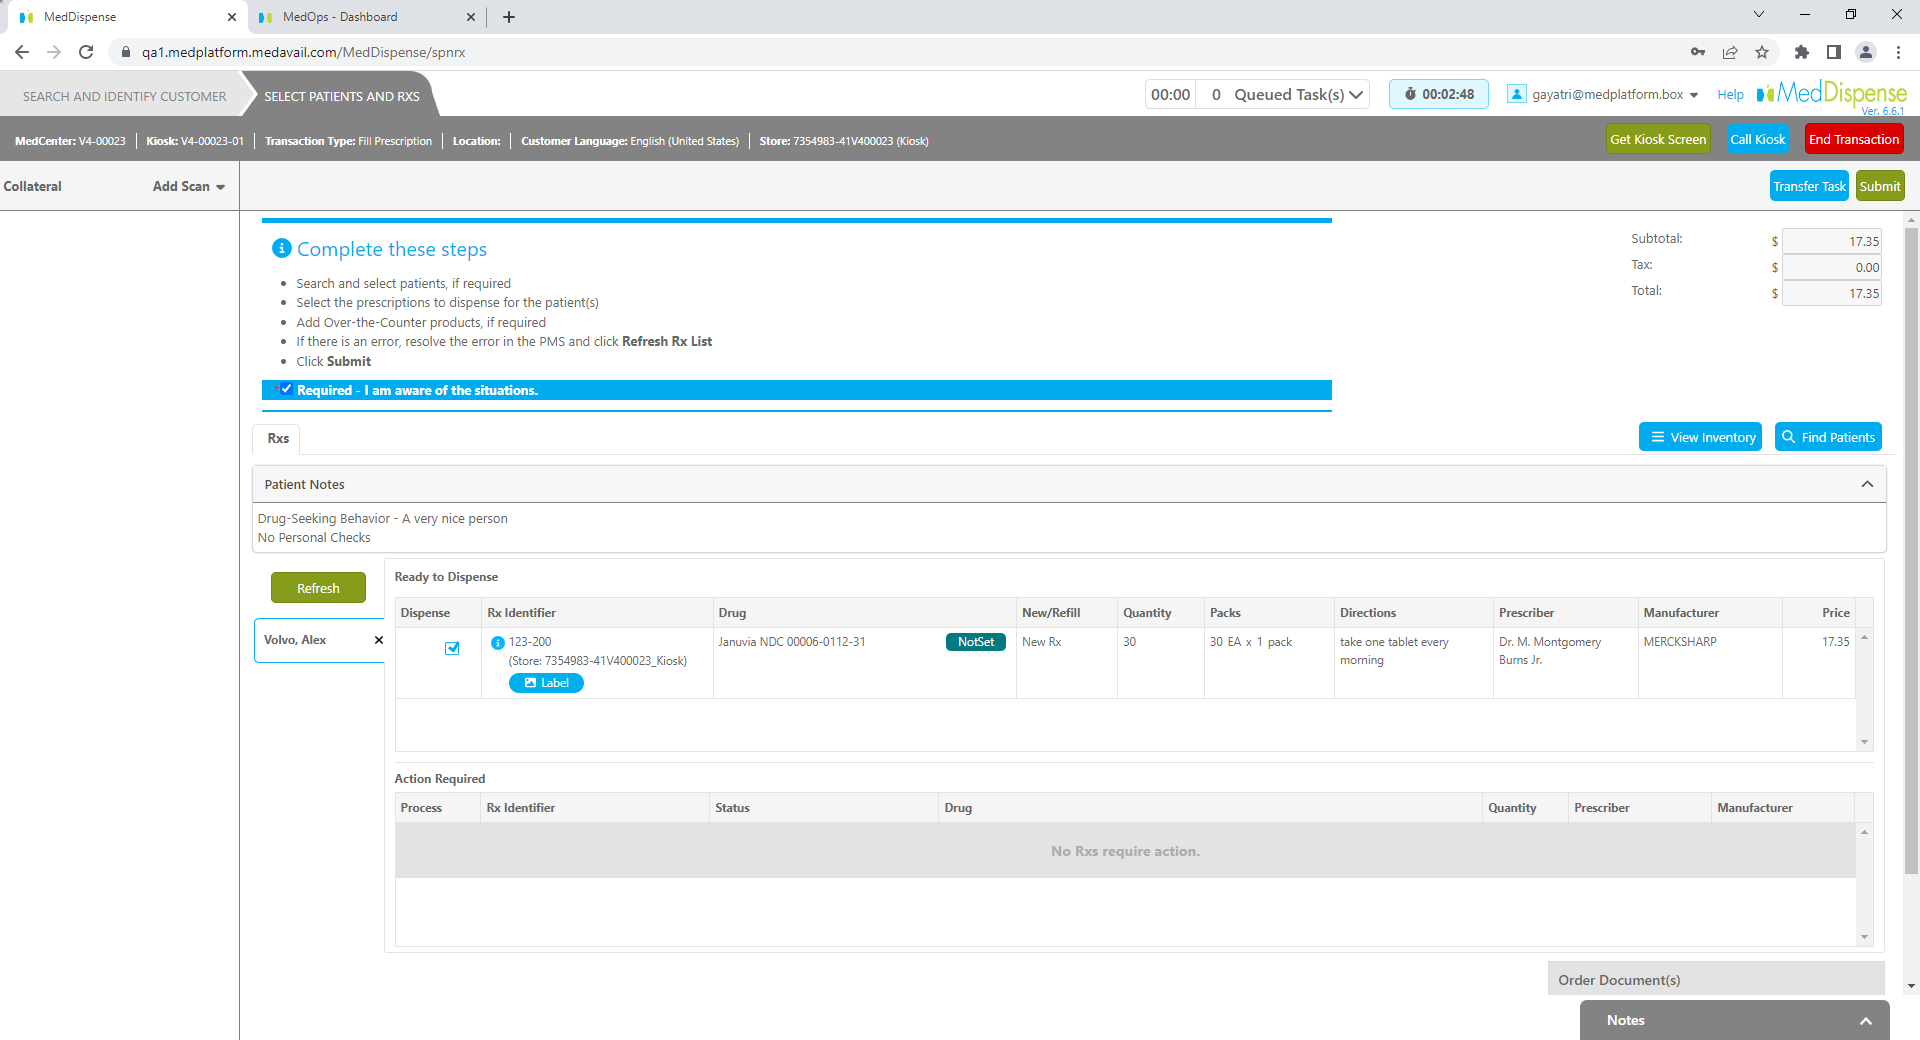 MedDispense
MedOps - Dashboard
qa1.medplatform.medavail.com/MedDispense/spnrx
SEARCH AND IDENTIFY CUSTOMER
SELECT PATIENTS AND RXS
00:00
0 Queued Task(s)
00:02:48
gayatri@medplatform.box
Help
MedDispense
Ver. 6.6.1
MedCenter: V4-00023
Kiosk: V4-00023-01
Transaction Type: Fill Prescription
Location:
Customer Language: English (United States)
Store: 7354983-41V400023 (Kiosk)
Get Kiosk Screen
Call Kiosk
End Transaction
Collateral
Add Scan
Transfer Task
Submit
Complete these steps
• Search and select patients, if required
• Select the prescriptions to dispense for the patient(s)
• Add Over-the-Counter products, if required
• If there is an error, resolve the error in the PMS and click Refresh Rx List
• Click Submit
* Required - I am aware of the situations.
Subtotal: $ 17.35
Tax: $ 0.00
Total: $ 17.35
Rxs
View Inventory
Find Patients
Patient Notes
Drug-Seeking Behavior - A very nice person
No Personal Checks
Refresh
Volvo, Alex
Ready to Dispense
Dispense Rx Identifier Drug New/Refill Quantity Packs Directions Prescriber Manufacturer Price
123-200 Januvia NDC 00006-0112-31 NotSet New Rx 30 30 EA x 1 pack take one tablet every Dr. M. Montgomery MERCKSHARP 17.35
(Store: 7354983-41V400023_Kiosk) morning Burns Jr.
Label
Action Required
Process Rx Identifier Status Drug Quantity Prescriber Manufacturer
No Rxs require action.
Order Document(s)
Notes